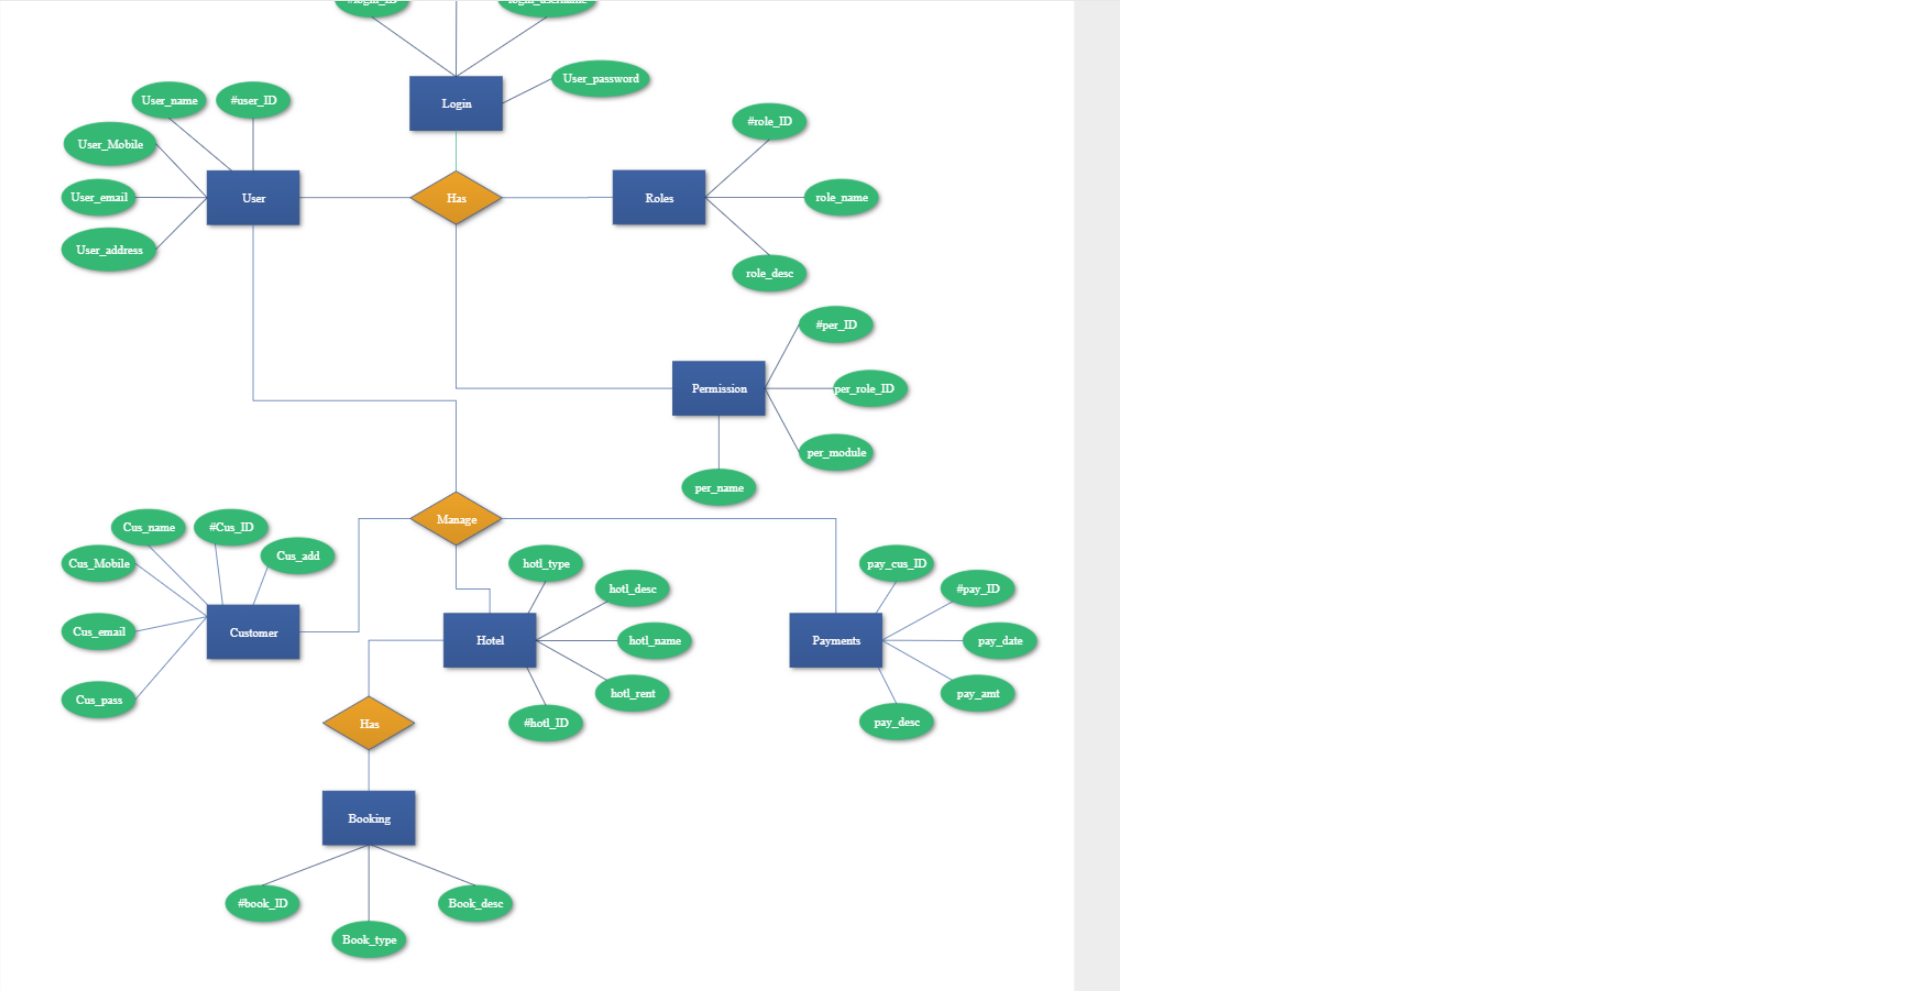 User_password
Login
User_name
#user_ID
#role_ID
User_Mobile
User_email
User
Has
Roles
role_name
User_address
role_desc
#per_ID
Permission
per_role_ID
per_module
per_name
Manage
Cus_name
#Cus_ID
Cus_add
Cus_Mobile
hotl_type
pay_cus_ID
hotl_desc
#pay_ID
Cus_email
Customer
Hotel
hotl_name
Payments
pay_date
Cus_pass
hotl_rent
pay_amt
Has
#hotl_ID
pay_desc
Booking
#book_ID
Book_desc
Book_type